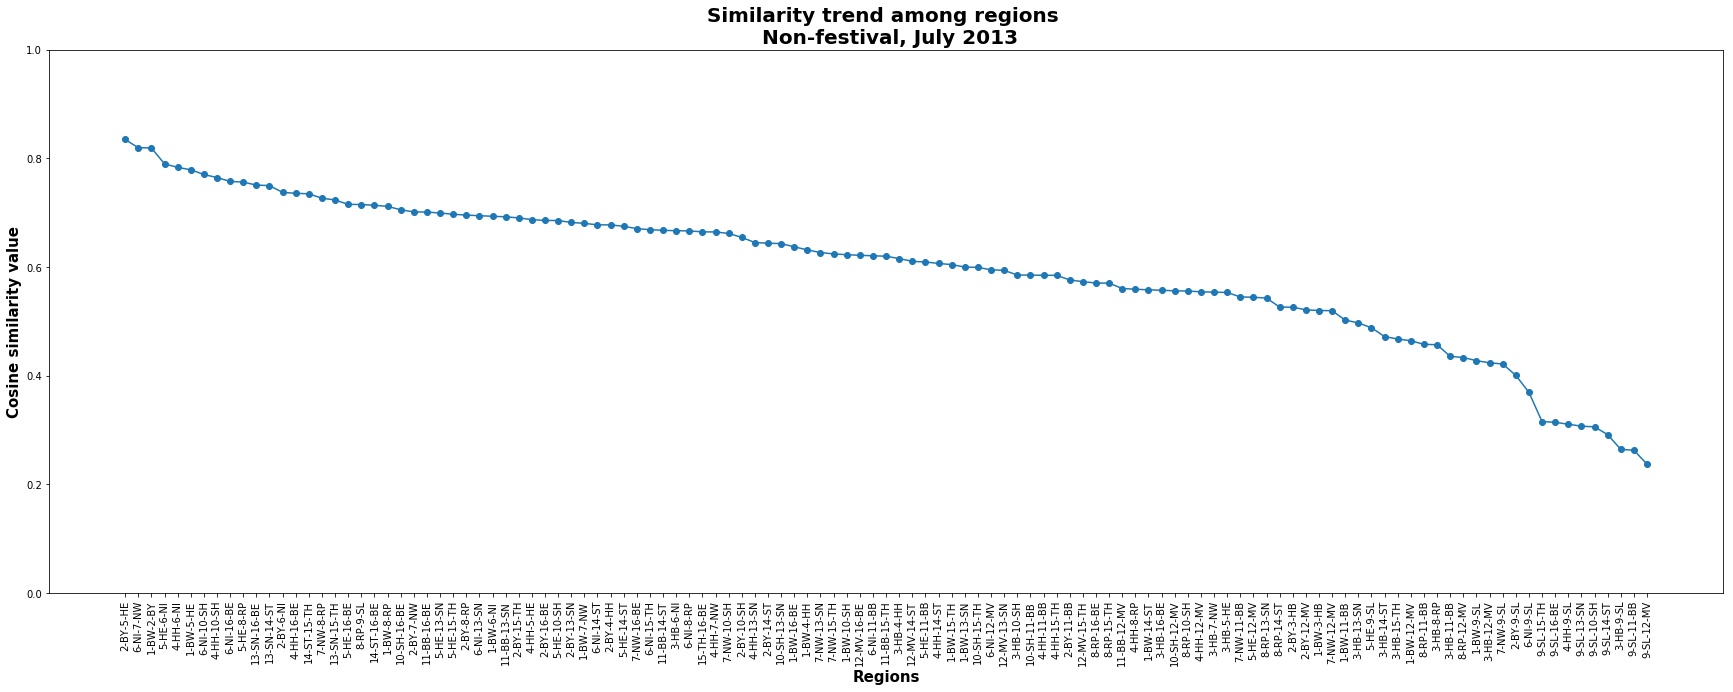 Similarity trend among regions
Non-festival, July 2013
Cosine similarity value
1.0
0.8
0.6
0.4
0.2
0.0
2-BY-5-HE
6-NI-7-NW
1-BW-2-BY
5-HE-6-NI
4-HH-6-NI
1-BW-5-HE
6-NI-10-SH
4-HH-10-SH
6-NI-16-BE
5-HE-8-RP
13-SN-16-BE
13-SN-14-ST
2-BY-6-NI
4-HH-16-BE
14-ST-15-TH
7-NW-8-RP
13-SN-15-TH
5-HE-16-BE
8-RP-9-SL
14-ST-16-BE
1-BW-8-RP
10-SH-16-BE
2-BY-7-NW
11-BB-16-BE
5-HE-13-SN
5-HE-15-TH
2-BY-8-RP
6-NI-13-SN
1-BW-6-NI
11-BB-13-SN
2-BY-15-TH
4-HH-5-HE
2-BY-16-BE
5-HE-10-SH
2-BY-13-SN
1-BW-7-NW
6-NI-14-ST
2-BY-4-HH
5-HE-14-ST
7-NW-16-BE
6-NI-15-TH
11-BB-14-ST
3-HB-6-NI
6-NI-8-RP
15-TH-16-BE
4-HH-7-NW
7-NW-10-SH
2-BY-10-SH
4-HH-13-SN
2-BY-14-ST
10-SH-13-SN
1-BW-16-BE
1-BW-4-HH
7-NW-13-SN
7-NW-15-TH
1-BW-10-SH
12-MV-16-BE
6-NI-11-BB
11-BB-15-TH
3-HB-4-HH
12-MV-14-ST
5-HE-11-BB
4-HH-14-ST
1-BW-15-TH
1-BW-13-SN
10-SH-15-TH
6-NI-12-MV
12-MV-13-SN
3-HB-10-SH
10-SH-11-BB
4-HH-11-BB
4-HH-15-TH
2-BY-11-BB
12-MV-15-TH
8-RP-16-BE
8-RP-15-TH
11-BB-12-MV
4-HH-8-RP
1-BW-14-ST
3-HB-16-BE
10-SH-12-MV
8-RP-10-SH
4-HH-12-MV
3-HB-7-NW
3-HB-5-HE
7-NW-11-BB
5-HE-12-MV
8-RP-13-SN
8-RP-14-ST
2-BY-3-HB
2-BY-12-MV
1-BW-3-HB
7-NW-12-MV
1-BW-11-BB
3-HB-13-SN
5-HE-9-SL
3-HB-14-ST
3-HB-15-TH
1-BW-12-MV
8-RP-11-BB
3-HB-8-RP
3-HB-11-BB
8-RP-12-MV
1-BW-9-SL
3-HB-12-MV
7-NW-9-SL
2-BY-9-SL
6-NI-9-SL
9-SL-15-TH
9-SL-16-BE
4-HH-9-SL
9-SL-13-SN
9-SL-10-SH
9-SL-14-ST
3-HB-9-SL
9-SL-11-BB
9-SL-12-MV
Regions